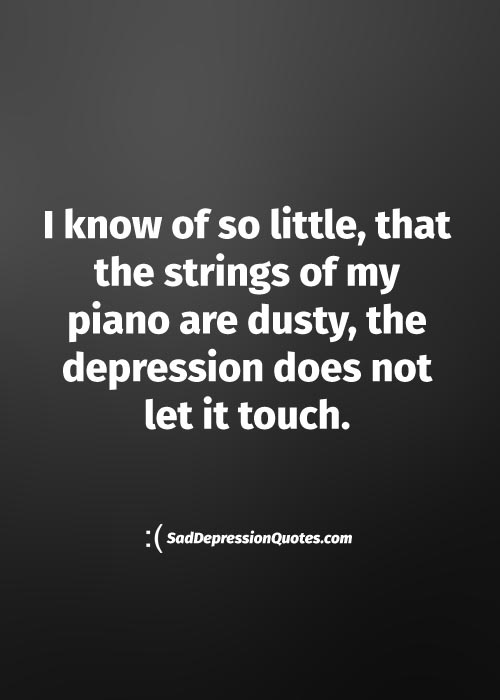 I know of so little, that
the strings of my
piano are dusty, the
depression does not
let it touch.
:( SadDepressionQuotes.com